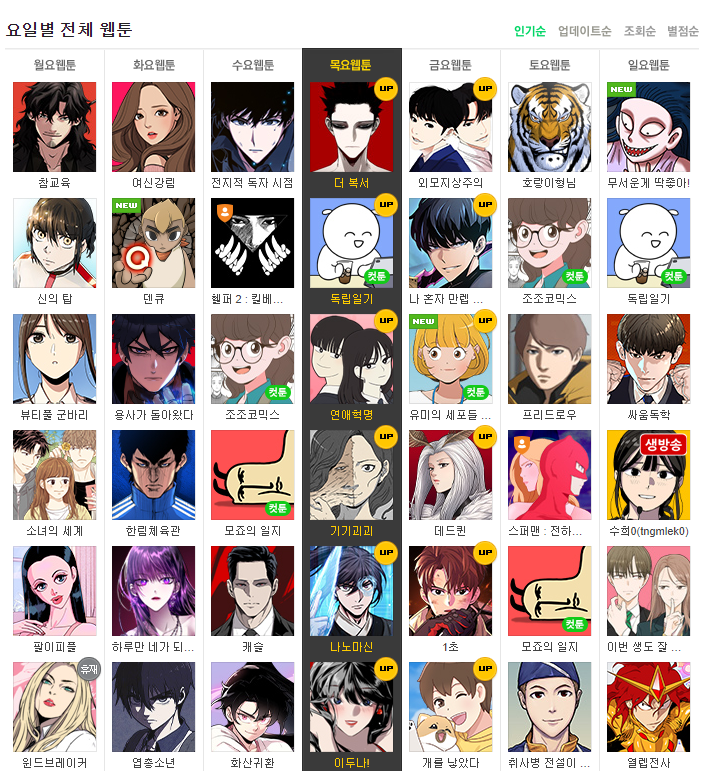 요일별 전체 웹툰
인기순 업데이트순 조회순 별점순
월요웹툰 화요웹툰 수요웹툰 목요웹툰 금요웹툰 토요웹툰 일요웹툰
UP UP NEW
참교육 여신강림 전지적 독자 시점 더 복서 외모지상주의 호랑이형님 무서운게 딱좋아!
NEW UP UP
컷툰 컷툰 컷툰
신의 탑 덴큐 헬퍼 2 : 킬베... 독립일기 나 혼자 만렙 ... 조조코믹스 독립일기
UP NEW UP
컷툰 컷툰
뷰티풀 군바리 용사가 돌아왔다 조조코믹스 연애혁명 유미의 세포들 ... 프리드로우 싸움독학
UP UP 생방송
컷툰
소녀의 세계 한림체육관 모죠의 일지 기기괴괴 데드퀸 스퍼맨 : 전하... 수희0(tngmlek0)
UP UP
컷툰
팔이피플 하루만 네가 되... 캐슬 나노마신 1초 모죠의 일지 이번 생도 잘 ...
휴재 UP UP
윈드브레이커 엽총소년 화산귀환 이두나! 개를 낳았다 취사병 전설이 ... 열렙전사